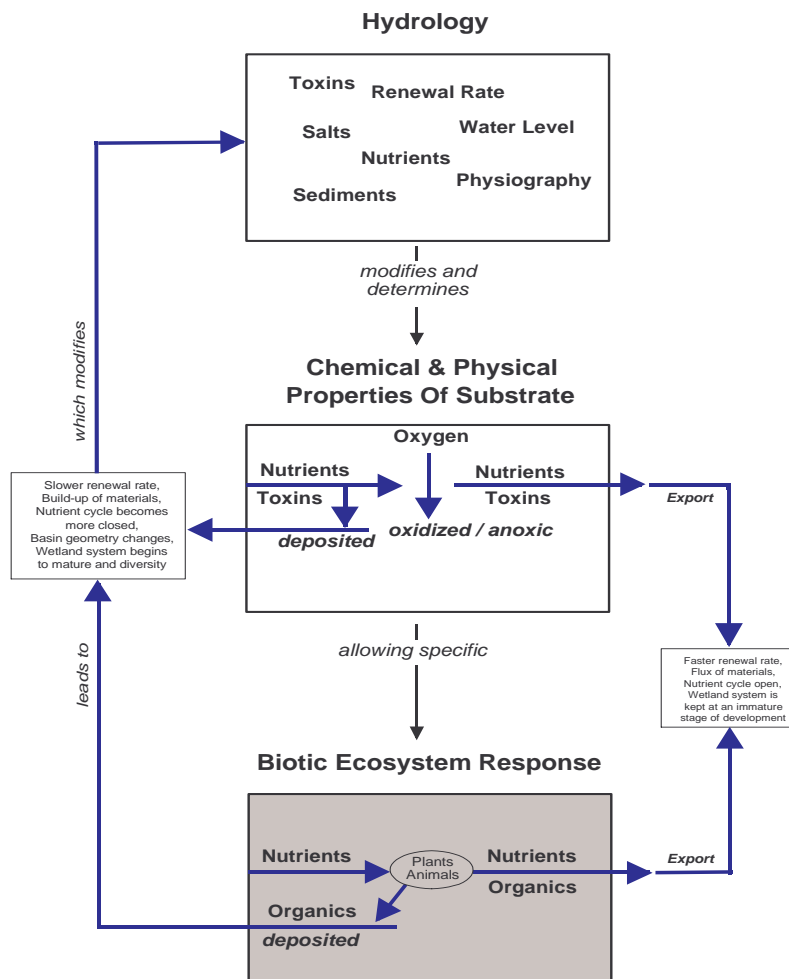 Hydrology
Toxins
Renewal Rate
Salts
Water Level
Nutrients
Physiography
Sediments
modifies and
determines
which modifies
Chemical & Physical
Properties Of Substrate
Oxygen
Nutrients
Toxins
deposited
oxidized / anoxic
Nutrients
Toxins
Export
Slower renewal rate,
Build-up of materials,
Nutrient cycle becomes
more closed,
Basin geometry changes,
Wetland system begins
to mature and diversity
leads to
allowing specific
Faster renewal rate,
Flux of materials,
Nutrient cycle open,
Wetland system is
kept at an immature
stage of development
Biotic Ecosystem Response
Nutrients
Plants
Animals
Nutrients
Organics
Export
Organics
deposited